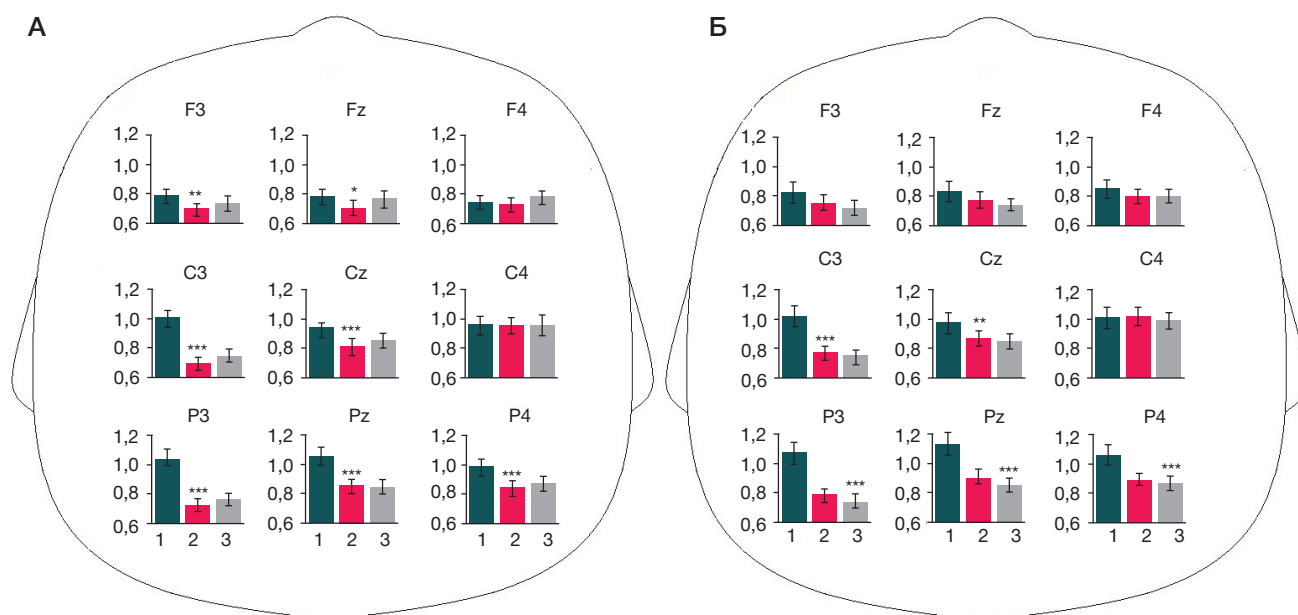 А Б
F3 Fz F4 F3 Fz F4
1,2 1,2 1,2 1,2 1,2 1,2
1,0 1,0 1,0 1,0 1,0 1,0
** *
0,8 0,8 0,8 0,8 0,8 0,8
0,6 0,6 0,6 0,6 0,6 0,6
C3 Cz C4 C3 Cz C4
1,2 1,2 1,2 1,2 1,2 1,2
1,0 1,0 1,0 1,0 1,0 1,0
*** *** *** **
0,8 0,8 0,8 0,8 0,8 0,8
0,6 0,6 0,6 0,6 0,6 0,6
P3 Pz P4 P3 Pz P4
1,2 1,2 1,2 1,2 1,2 1,2
1,0 1,0 1,0 1,0 1,0 1,0
*** *** *** *** *** ***
0,8 0,8 0,8 0,8 0,8 0,8
0,6 0,6 0,6 0,6 0,6 0,6
1 2 3 1 2 3 1 2 3 1 2 3 1 2 3 1 2 3